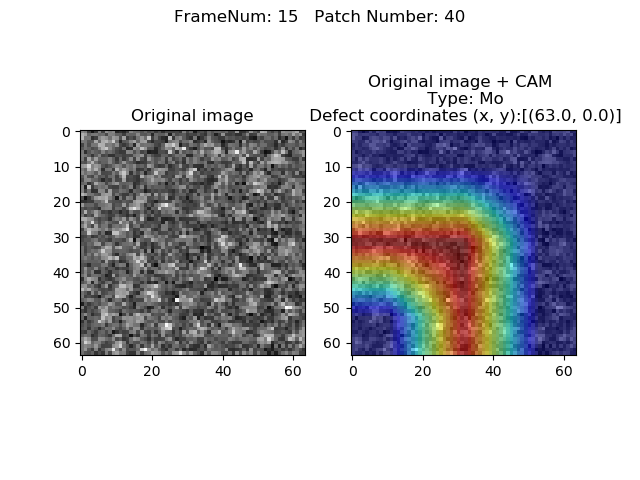 FrameNum: 15   Patch Number: 40
Original image
Original image + CAM
Type: Mo
Defect coordinates (x, y):[(63.0, 0.0)]
0
10
20
30
40
50
60
0 20 40 60
0
10
20
30
40
50
60
0 20 40 60